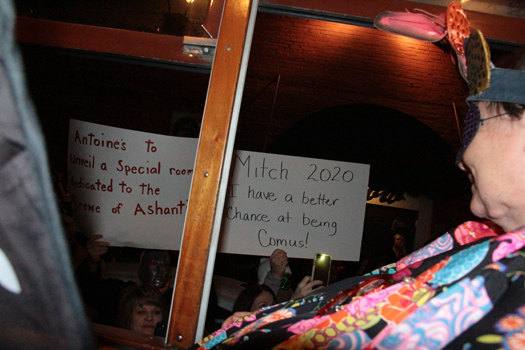 Antoine's to
unveil a Special room
dedicated to the
Krewe of Ashanti
Mitch 2020
I have a better
Chance at being
Comus!